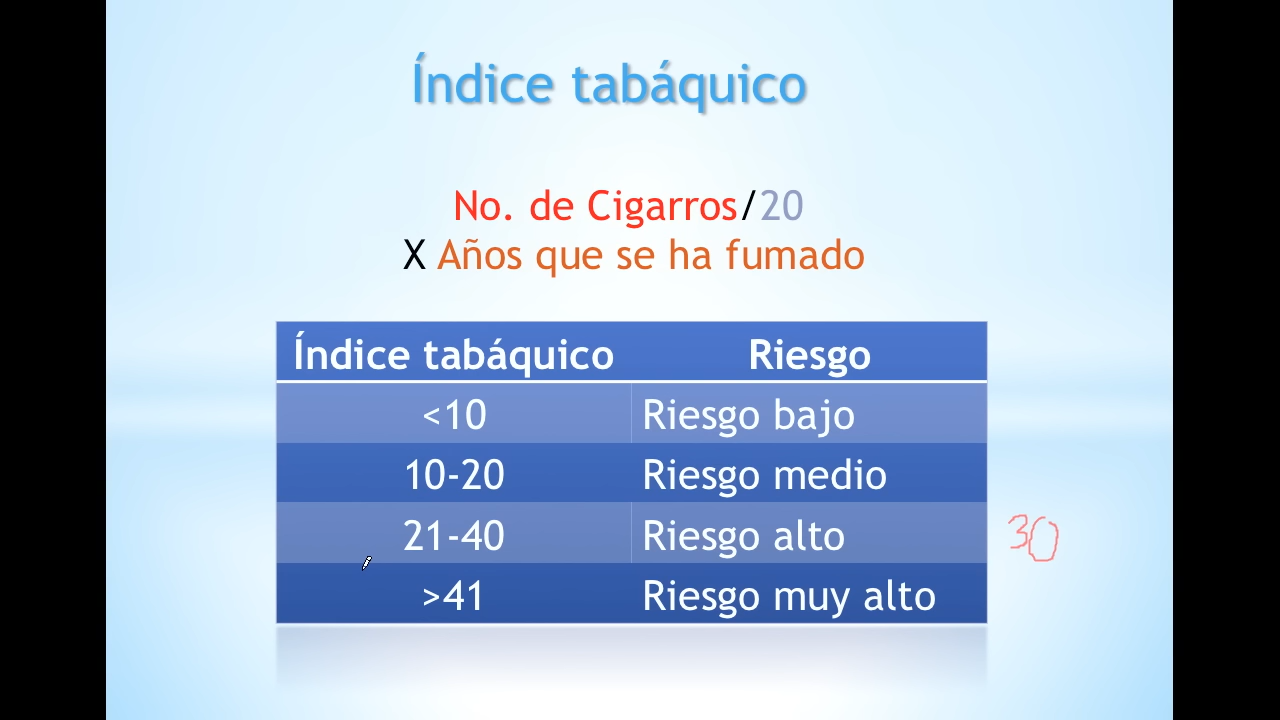 Índice tabáquico
No. de Cigarros/20
X Años que se ha fumado
Índice tabáquico Riesgo
<10 Riesgo bajo
10-20 Riesgo medio
21-40 Riesgo alto 30
>41 Riesgo muy alto